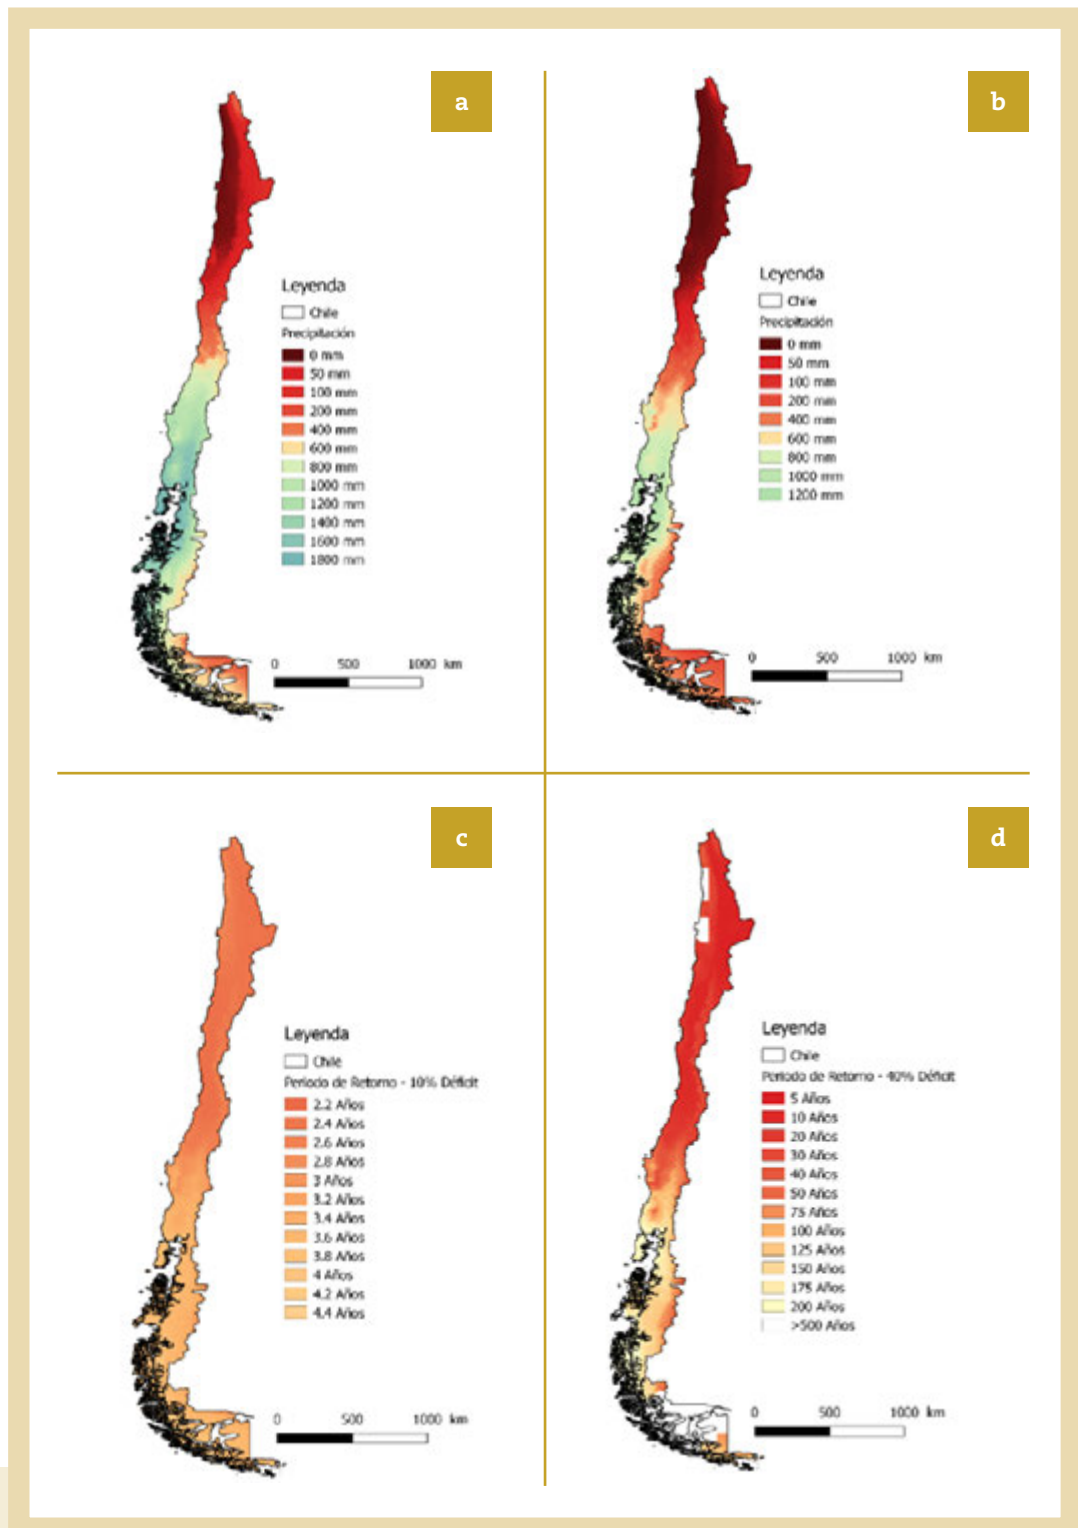 a
Leyenda
Chile
Precipitación
0 mm
50 mm
100 mm
200 mm
400 mm
600 mm
800 mm
1000 mm
1200 mm
1400 mm
1600 mm
1800 mm
0 500 1000 km
b
Leyenda
Chile
Precipitación
0 mm
50 mm
100 mm
200 mm
400 mm
600 mm
800 mm
1000 mm
1200 mm
0 500 1000 km
c
Leyenda
Chile
Periodo de Retorno - 10% Déficit
2.2 Años
2.4 Años
2.6 Años
2.8 Años
3 Años
3.2 Años
3.4 Años
3.6 Años
3.8 Años
4 Años
4.2 Años
4.4 Años
0 500 1000 km
d
Leyenda
Chile
Periodo de Retorno - 40% Déficit
5 Años
10 Años
20 Años
30 Años
40 Años
50 Años
75 Años
100 Años
125 Años
150 Años
175 Años
200 Años
>500 Años
0 500 1000 km